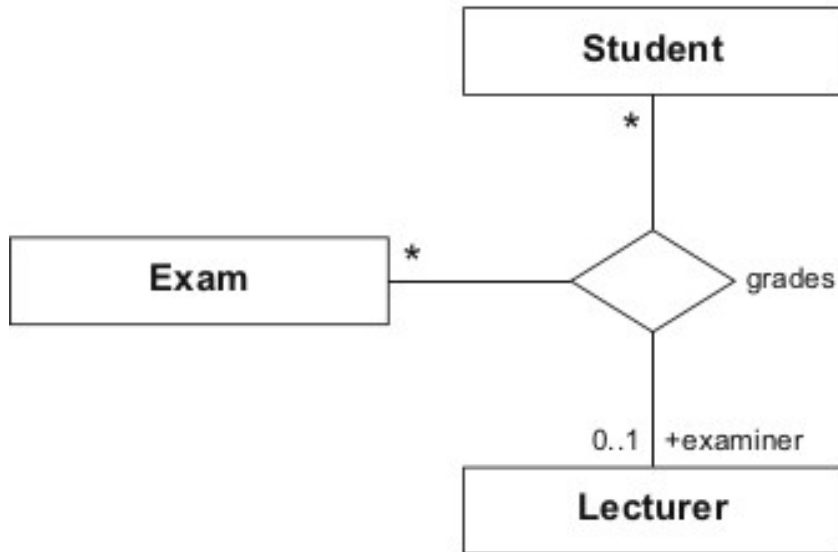 Student
*
*
Exam
grades
0..1 +examiner
Lecturer